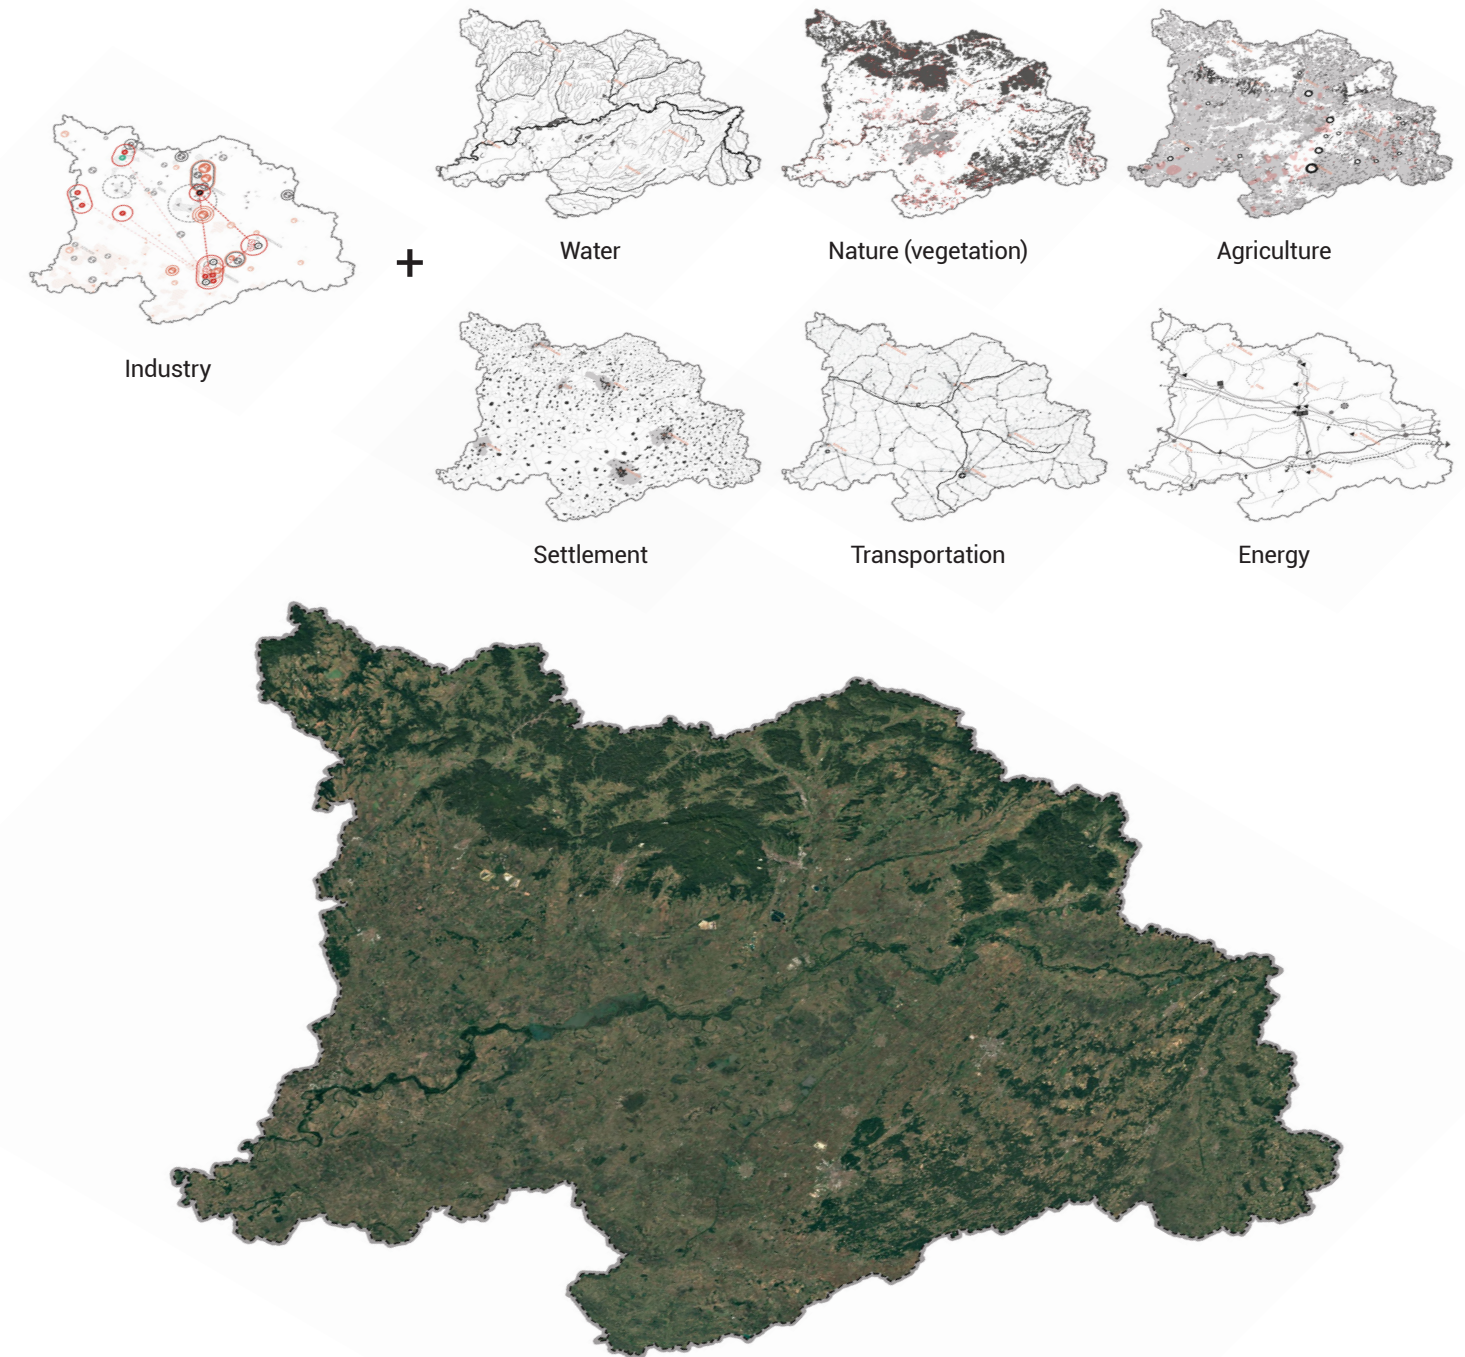 Water
Nature (vegetation)
Agriculture
+
Industry
Settlement
Transportation
Energy